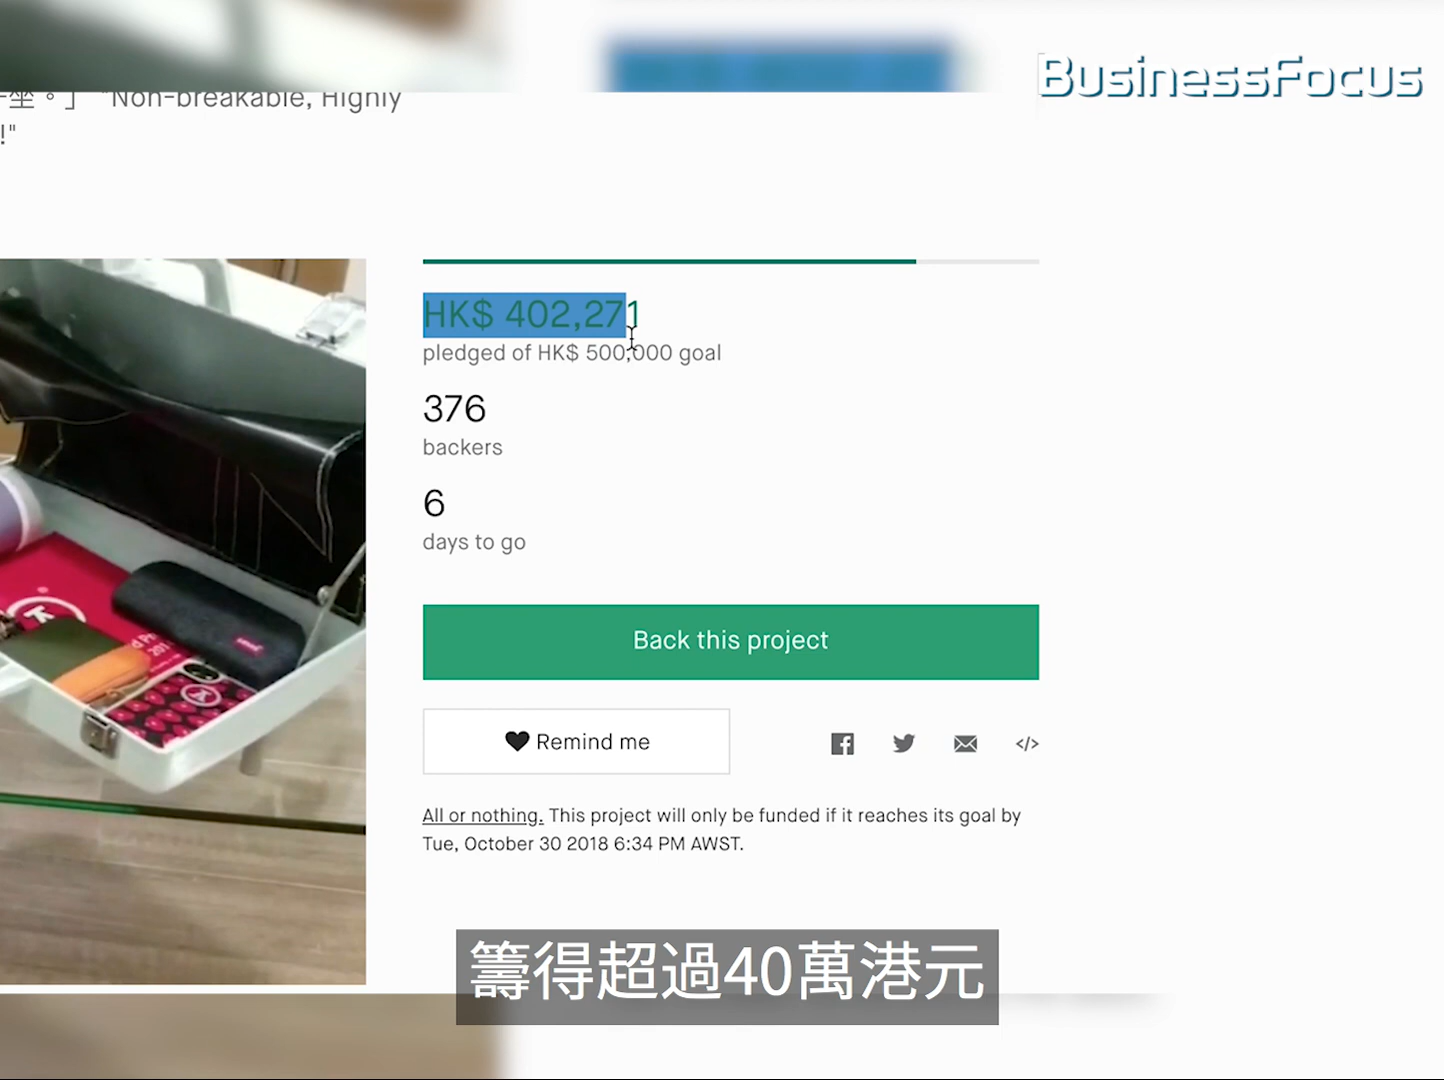 BusinessFocus
坐。」 "Non-breakable, Highly
!"
HK$ 402,271
pledged of HK$ 500,000 goal
376
backers
6
days to go
Back this project
Remind me
</>
All or nothing. This project will only be funded if it reaches its goal by
Tue, October 30 2018 6:34 PM AWST.
籌得超過40萬港元